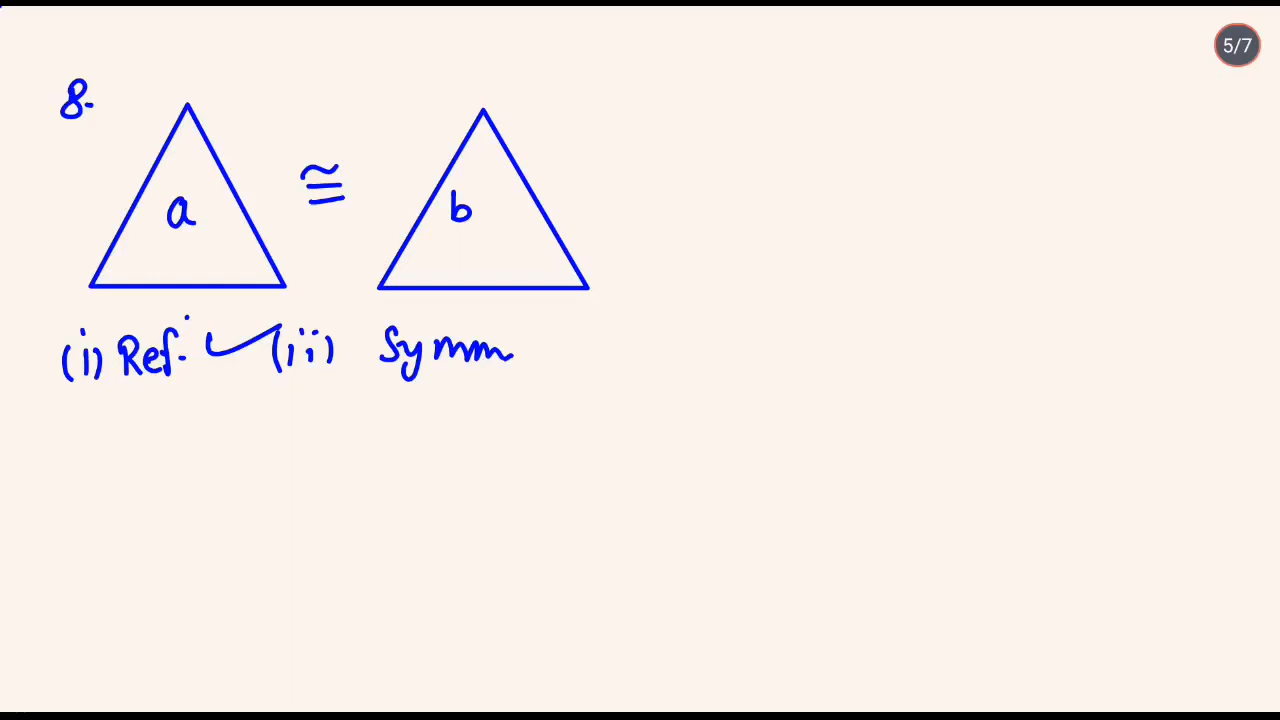 5/7
8.
a ≅ b
(i) Ref. (ii) Symm